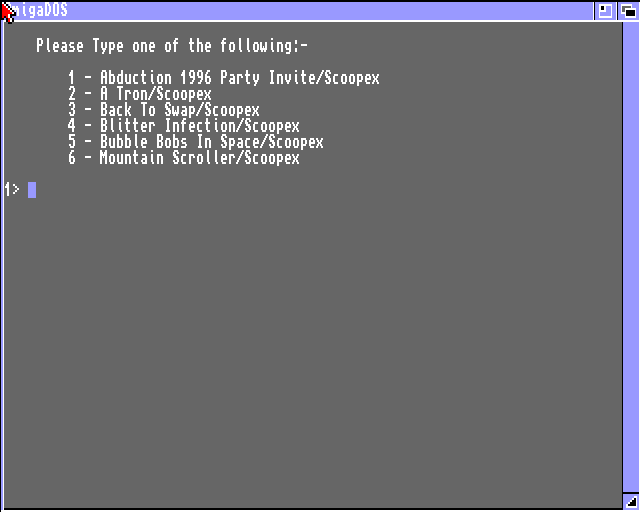 migaDOS
Please Type one of the following:-
1 - Abduction 1996 Party Invite/Scoopex
2 - A Tron/Scoopex
3 - Back To Swap/Scoopex
4 - Blitter Infection/Scoopex
5 - Bubble Bobs In Space/Scoopex
6 - Mountain Scroller/Scoopex
1>